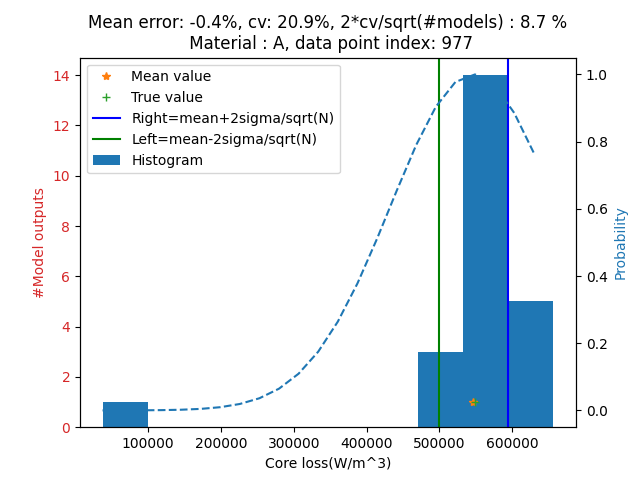 Mean error: -0.4%, cv: 20.9%, 2*cv/sqrt(#models) : 8.7 %
Material : A, data point index: 977
Mean value
True value
Right=mean+2sigma/sqrt(N)
Left=mean-2sigma/sqrt(N)
Histogram
#Model outputs
14
12
10
8
6
4
2
0
1.0
0.8
0.6
0.4
0.2
0.0
Probability
100000 200000 300000 400000 500000 600000
Core loss(W/m^3)